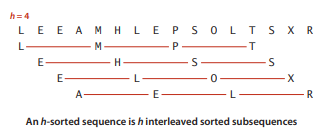 h=4
L E E A M H L E P S O L T S X R
L M P T
E H S S
E L O X
A E L R
An h-sorted sequence is h interleaved sorted subsequences